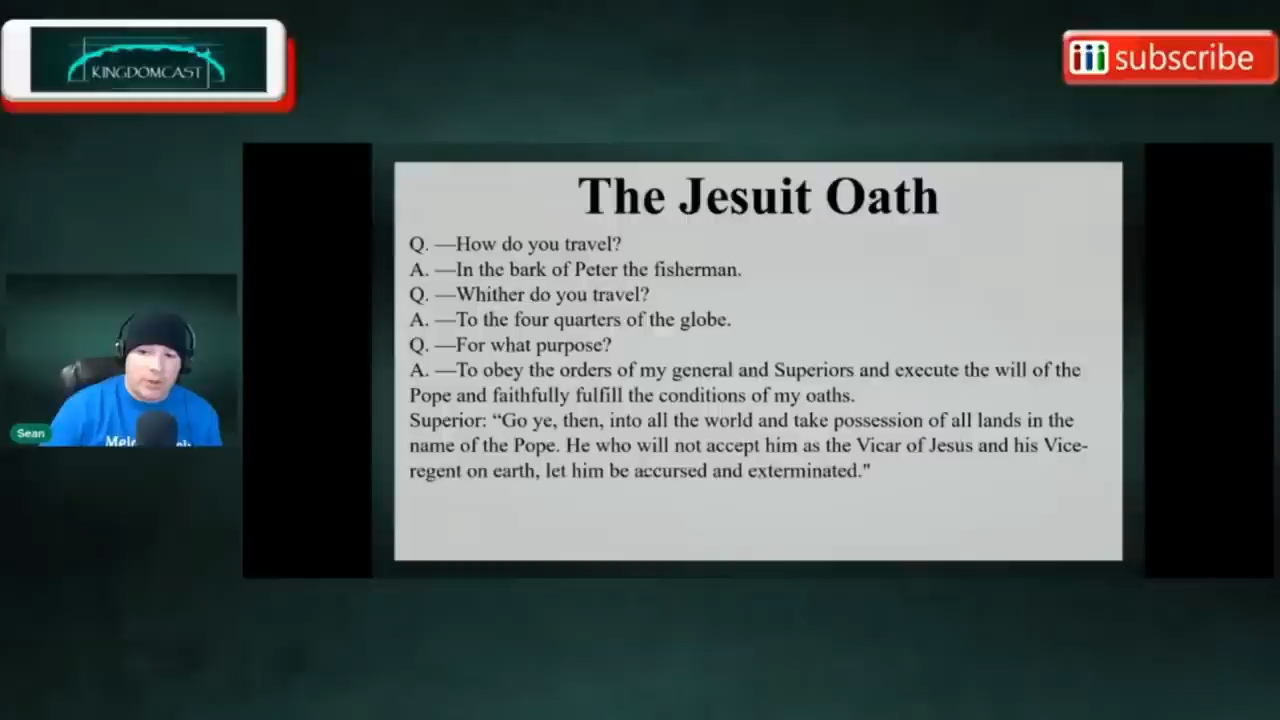 KINGDOMCAST
subscribe
The Jesuit Oath
Q. —How do you travel?
A. —In the bark of Peter the fisherman.
Q. —Whither do you travel?
A. —To the four quarters of the globe.
Q. —For what purpose?
A. —To obey the orders of my general and Superiors and execute the will of the
Pope and faithfully fulfill the conditions of my oaths.
Superior: “Go ye, then, into all the world and take possession of all lands in the
name of the Pope. He who will not accept him as the Vicar of Jesus and his Vice-
regent on earth, let him be accursed and exterminated."
Sean